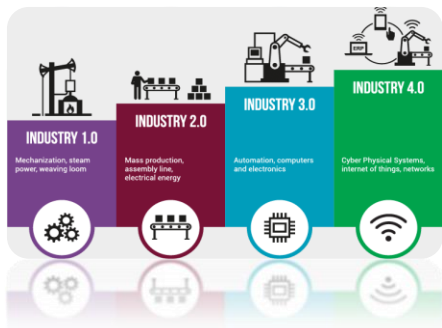 INDUSTRY 1.0
Mechanization, steam
power, weaving loom
INDUSTRY 2.0
Mass production,
assembly line,
electrical energy
INDUSTRY 3.0
Automation, computers
and electronics
ERP
INDUSTRY 4.0
Cyber Physical Systems,
internet of things, networks